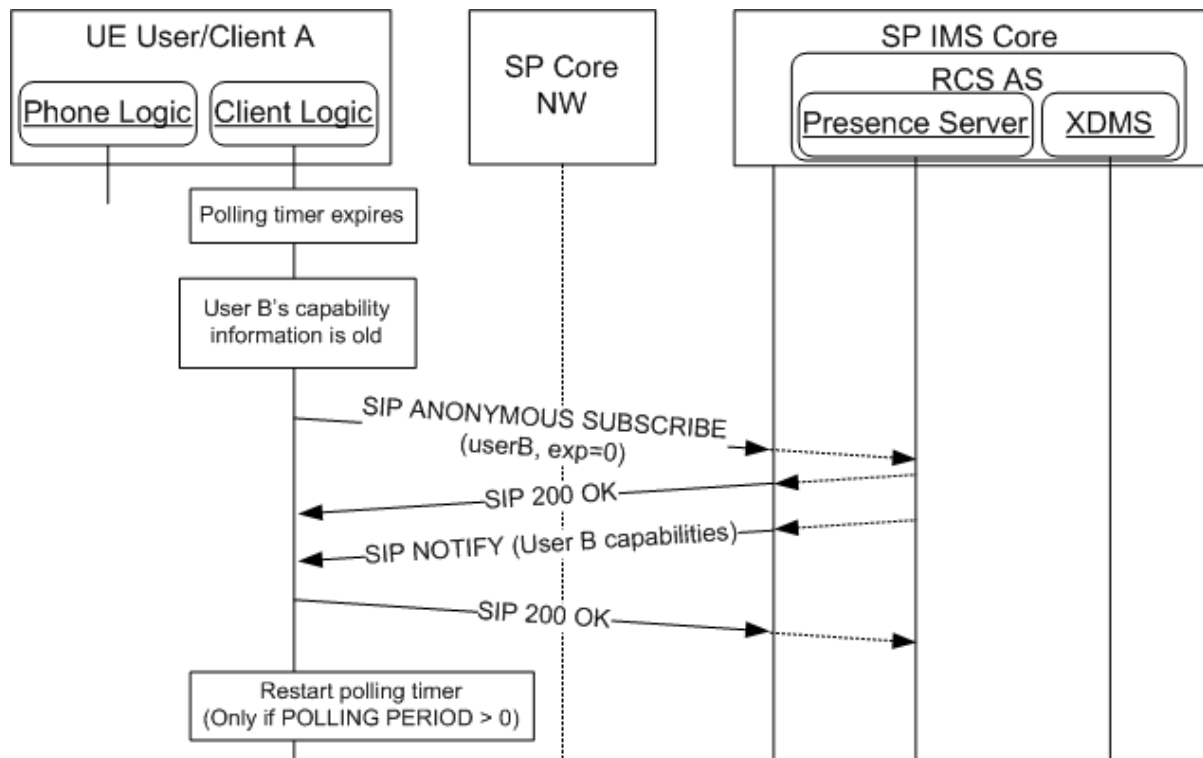 UE User/Client A
Phone Logic
Client Logic
SP Core
NW
SP IMS Core
RCS AS
Presence Server
XDMS
Polling timer expires
User B's capability
information is old
SIP ANONYMOUS SUBSCRIBE
(userB, exp=0)
SIP 200 OK
SIP NOTIFY (User B capabilities)
SIP 200 OK
Restart polling timer
(Only if POLLING PERIOD > 0)